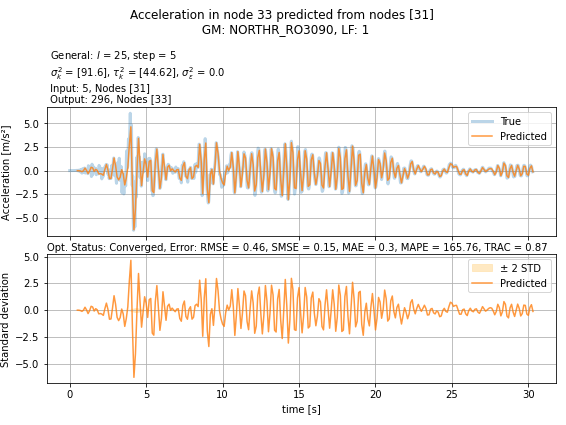 Acceleration in node 33 predicted from nodes [31]
GM: NORTHR_RO3090, LF: 1
General: l = 25, step = 5
σ²ₖ = [91.6], τ²ₖ = [44.62], σ²ₑ = 0.0
Input: 5, Nodes [31]
Output: 296, Nodes [33]
Acceleration [m/s²]
5.0
2.5
0.0
−2.5
−5.0
True
Predicted
Opt. Status: Converged, Error: RMSE = 0.46, SMSE = 0.15, MAE = 0.3, MAPE = 165.76, TRAC = 0.87
Standard deviation
5.0
2.5
0.0
−2.5
−5.0
± 2 STD
Predicted
0 5 10 15 20 25 30
time [s]